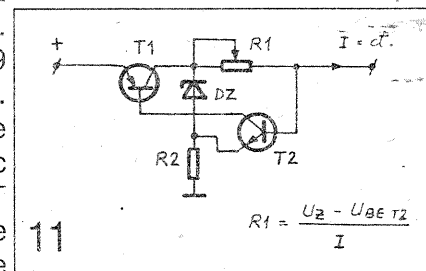 + T1 R1 I = ct.
DZ
R2 T2
11 R1 = (UZ - UBE T2) / I